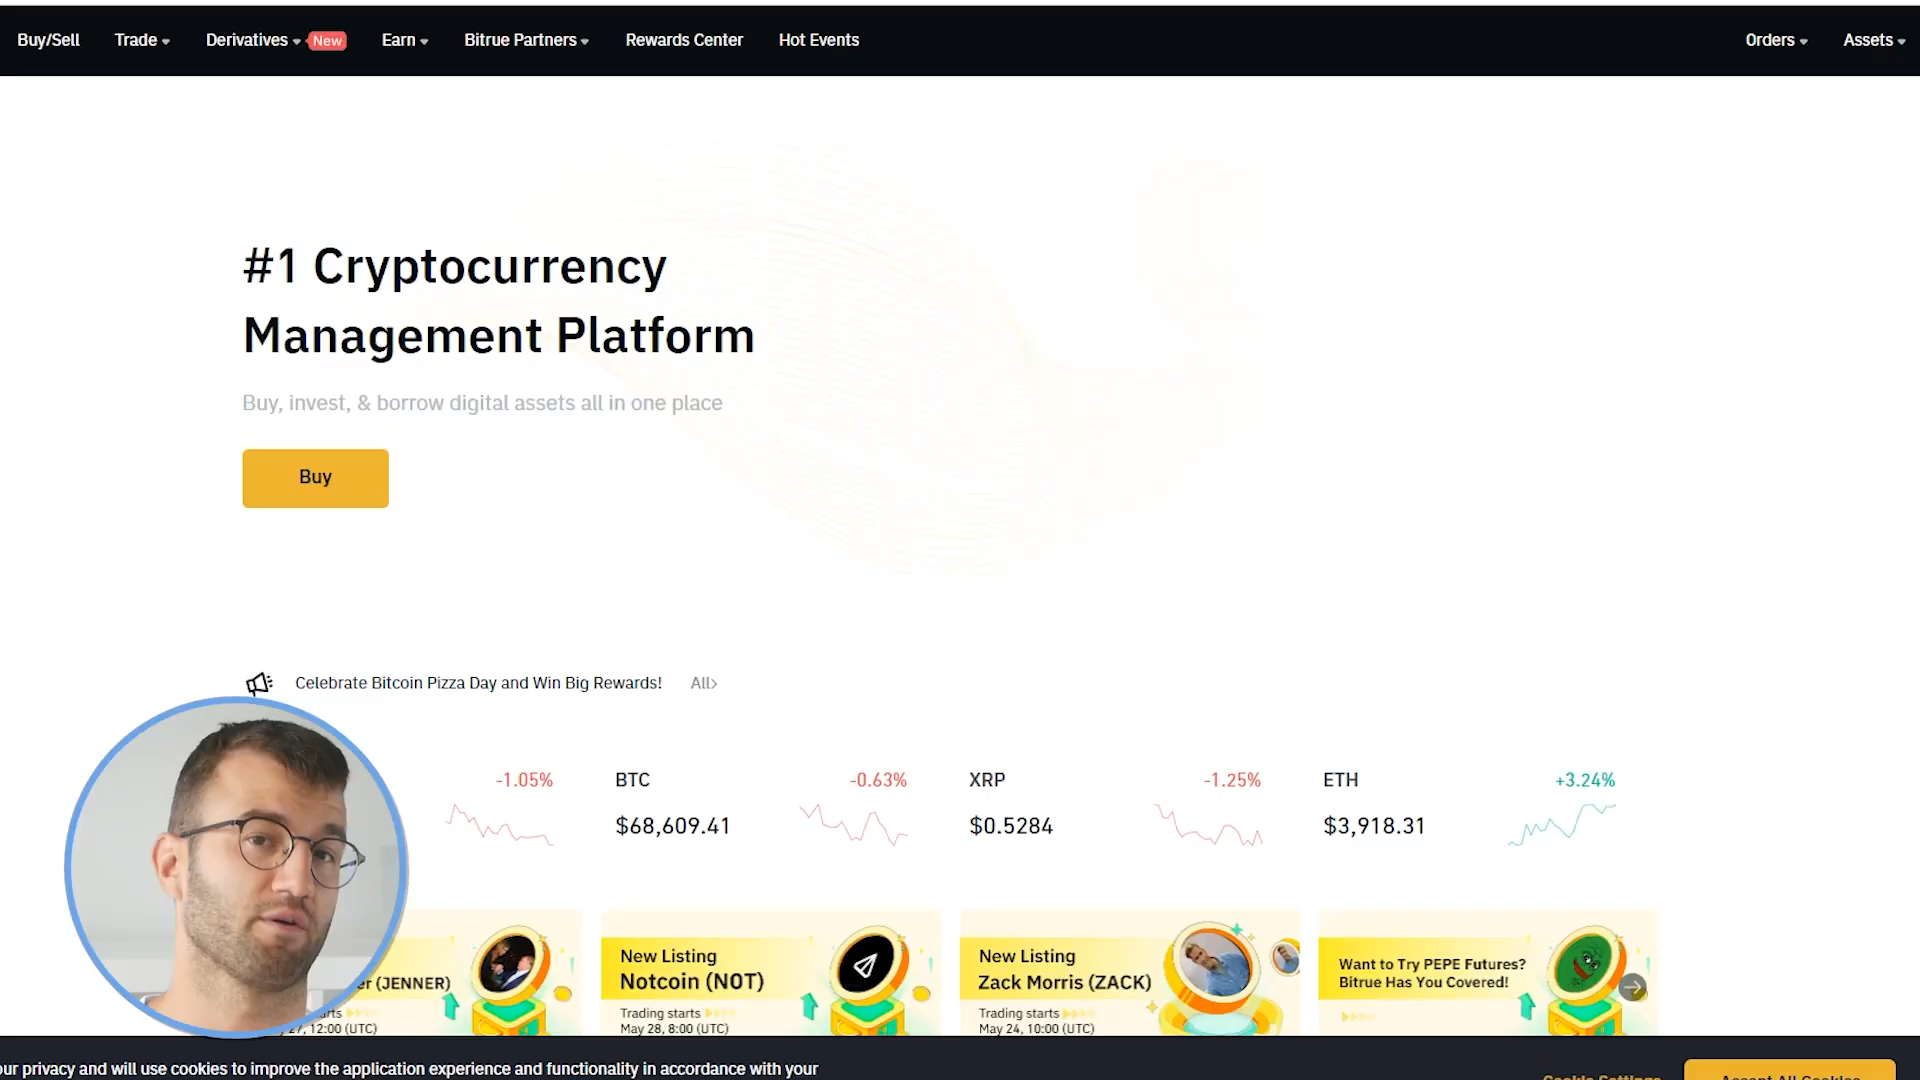 Buy/Sell Trade Derivatives New Earn Bitrue Partners Rewards Center Hot Events Orders Assets
#1 Cryptocurrency
Management Platform
Buy, invest, & borrow digital assets all in one place
Buy
Celebrate Bitcoin Pizza Day and Win Big Rewards! All>
-1.05% BTC -0.63% XRP -1.25% ETH +3.24%
$68,609.41 $0.5284 $3,918.31
(JENNER)
12:00 (UTC)
New Listing
Notcoin (NOT)
Trading starts
May 28, 8:00 (UTC)
New Listing
Zack Morris (ZACK)
Trading starts
May 24, 10:00 (UTC)
Want to Try PEPE Futures?
Bitrue Has You Covered!
privacy and will use cookies to improve the application experience and functionality in accordance with your
Cookie Settings Accept All Cookies